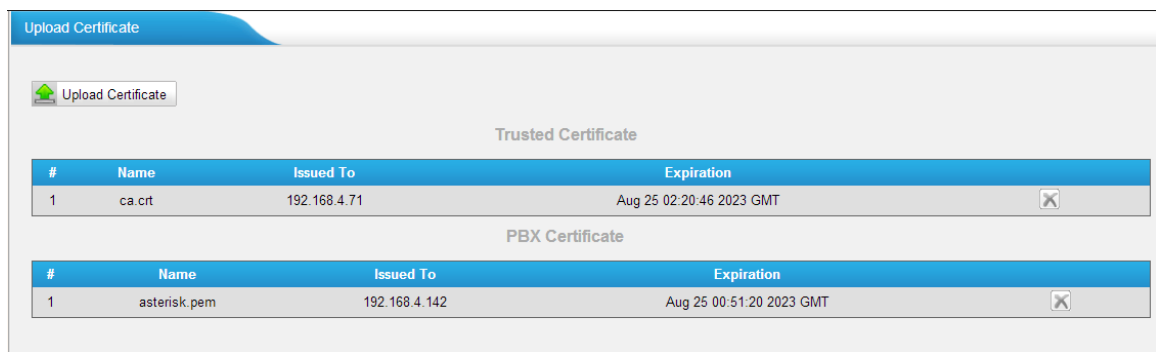 Upload Certificate
Upload Certificate
Trusted Certificate
# Name Issued To Expiration
1 ca.crt 192.168.4.71 Aug 25 02:20:46 2023 GMT
PBX Certificate
# Name Issued To Expiration
1 asterisk.pem 192.168.4.142 Aug 25 00:51:20 2023 GMT